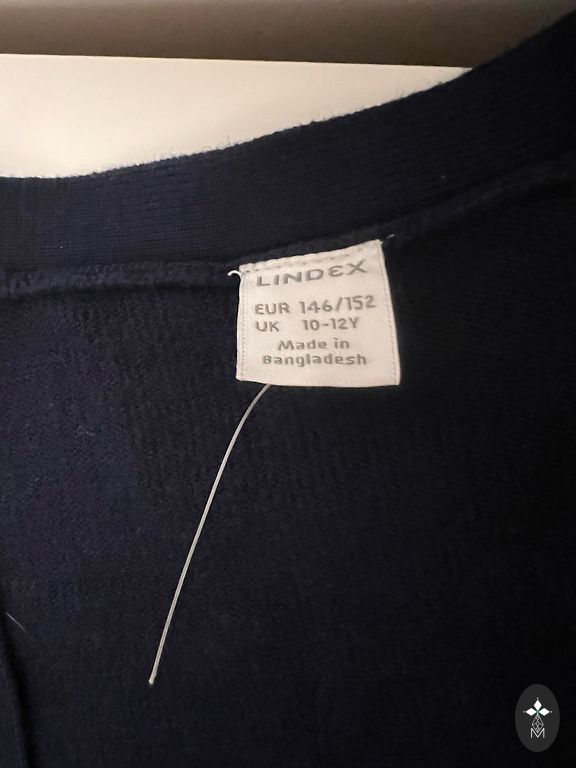 LINDEX
EUR 146/152
UK 10-12Y
Made in
Bangladesh
M